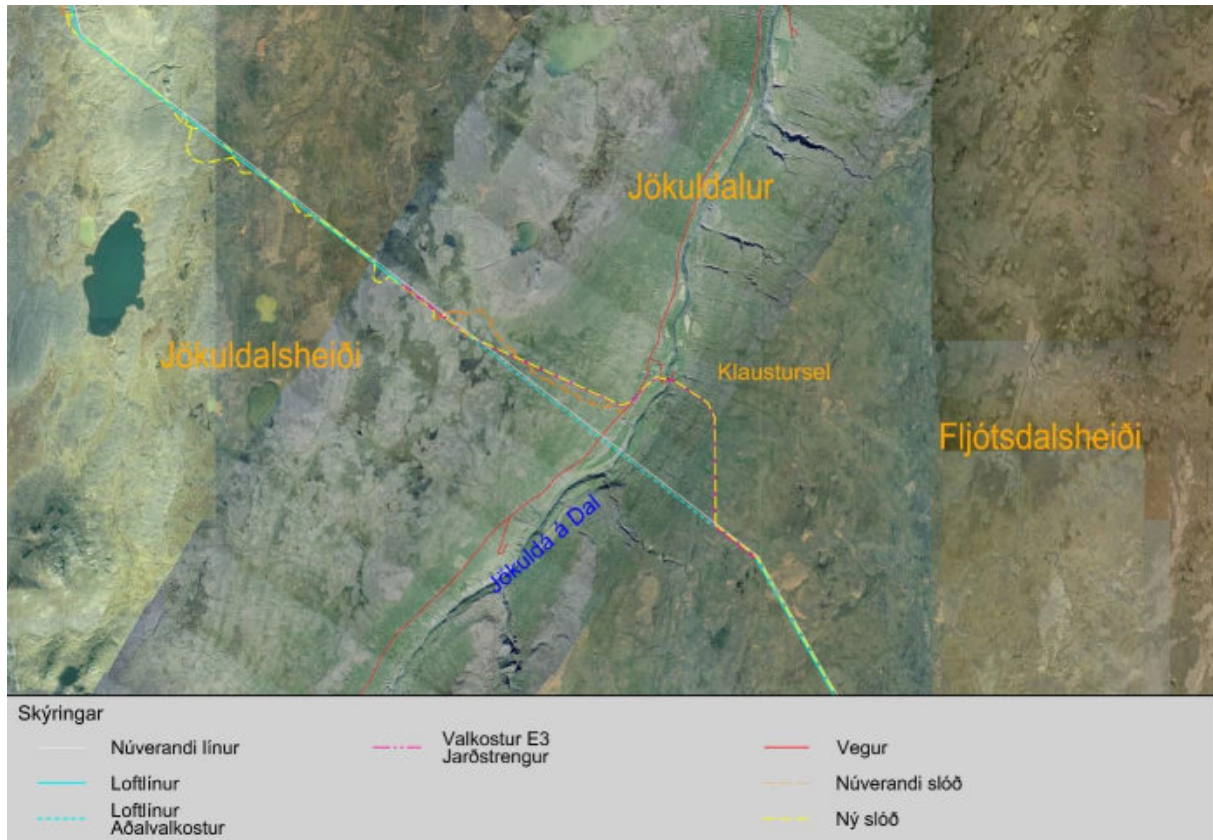 Jökuldalur
Jökuldalsheiði
Klaustursel
Fljótsdalsheiði
Jökuldá á Dal
Skýringar
Núverandi línur
Loftlínur
Loftlínur
Aðalvalkostur
Valkostur E3
Jarðstrengur
Vegur
Núverandi slóð
Ný slóð